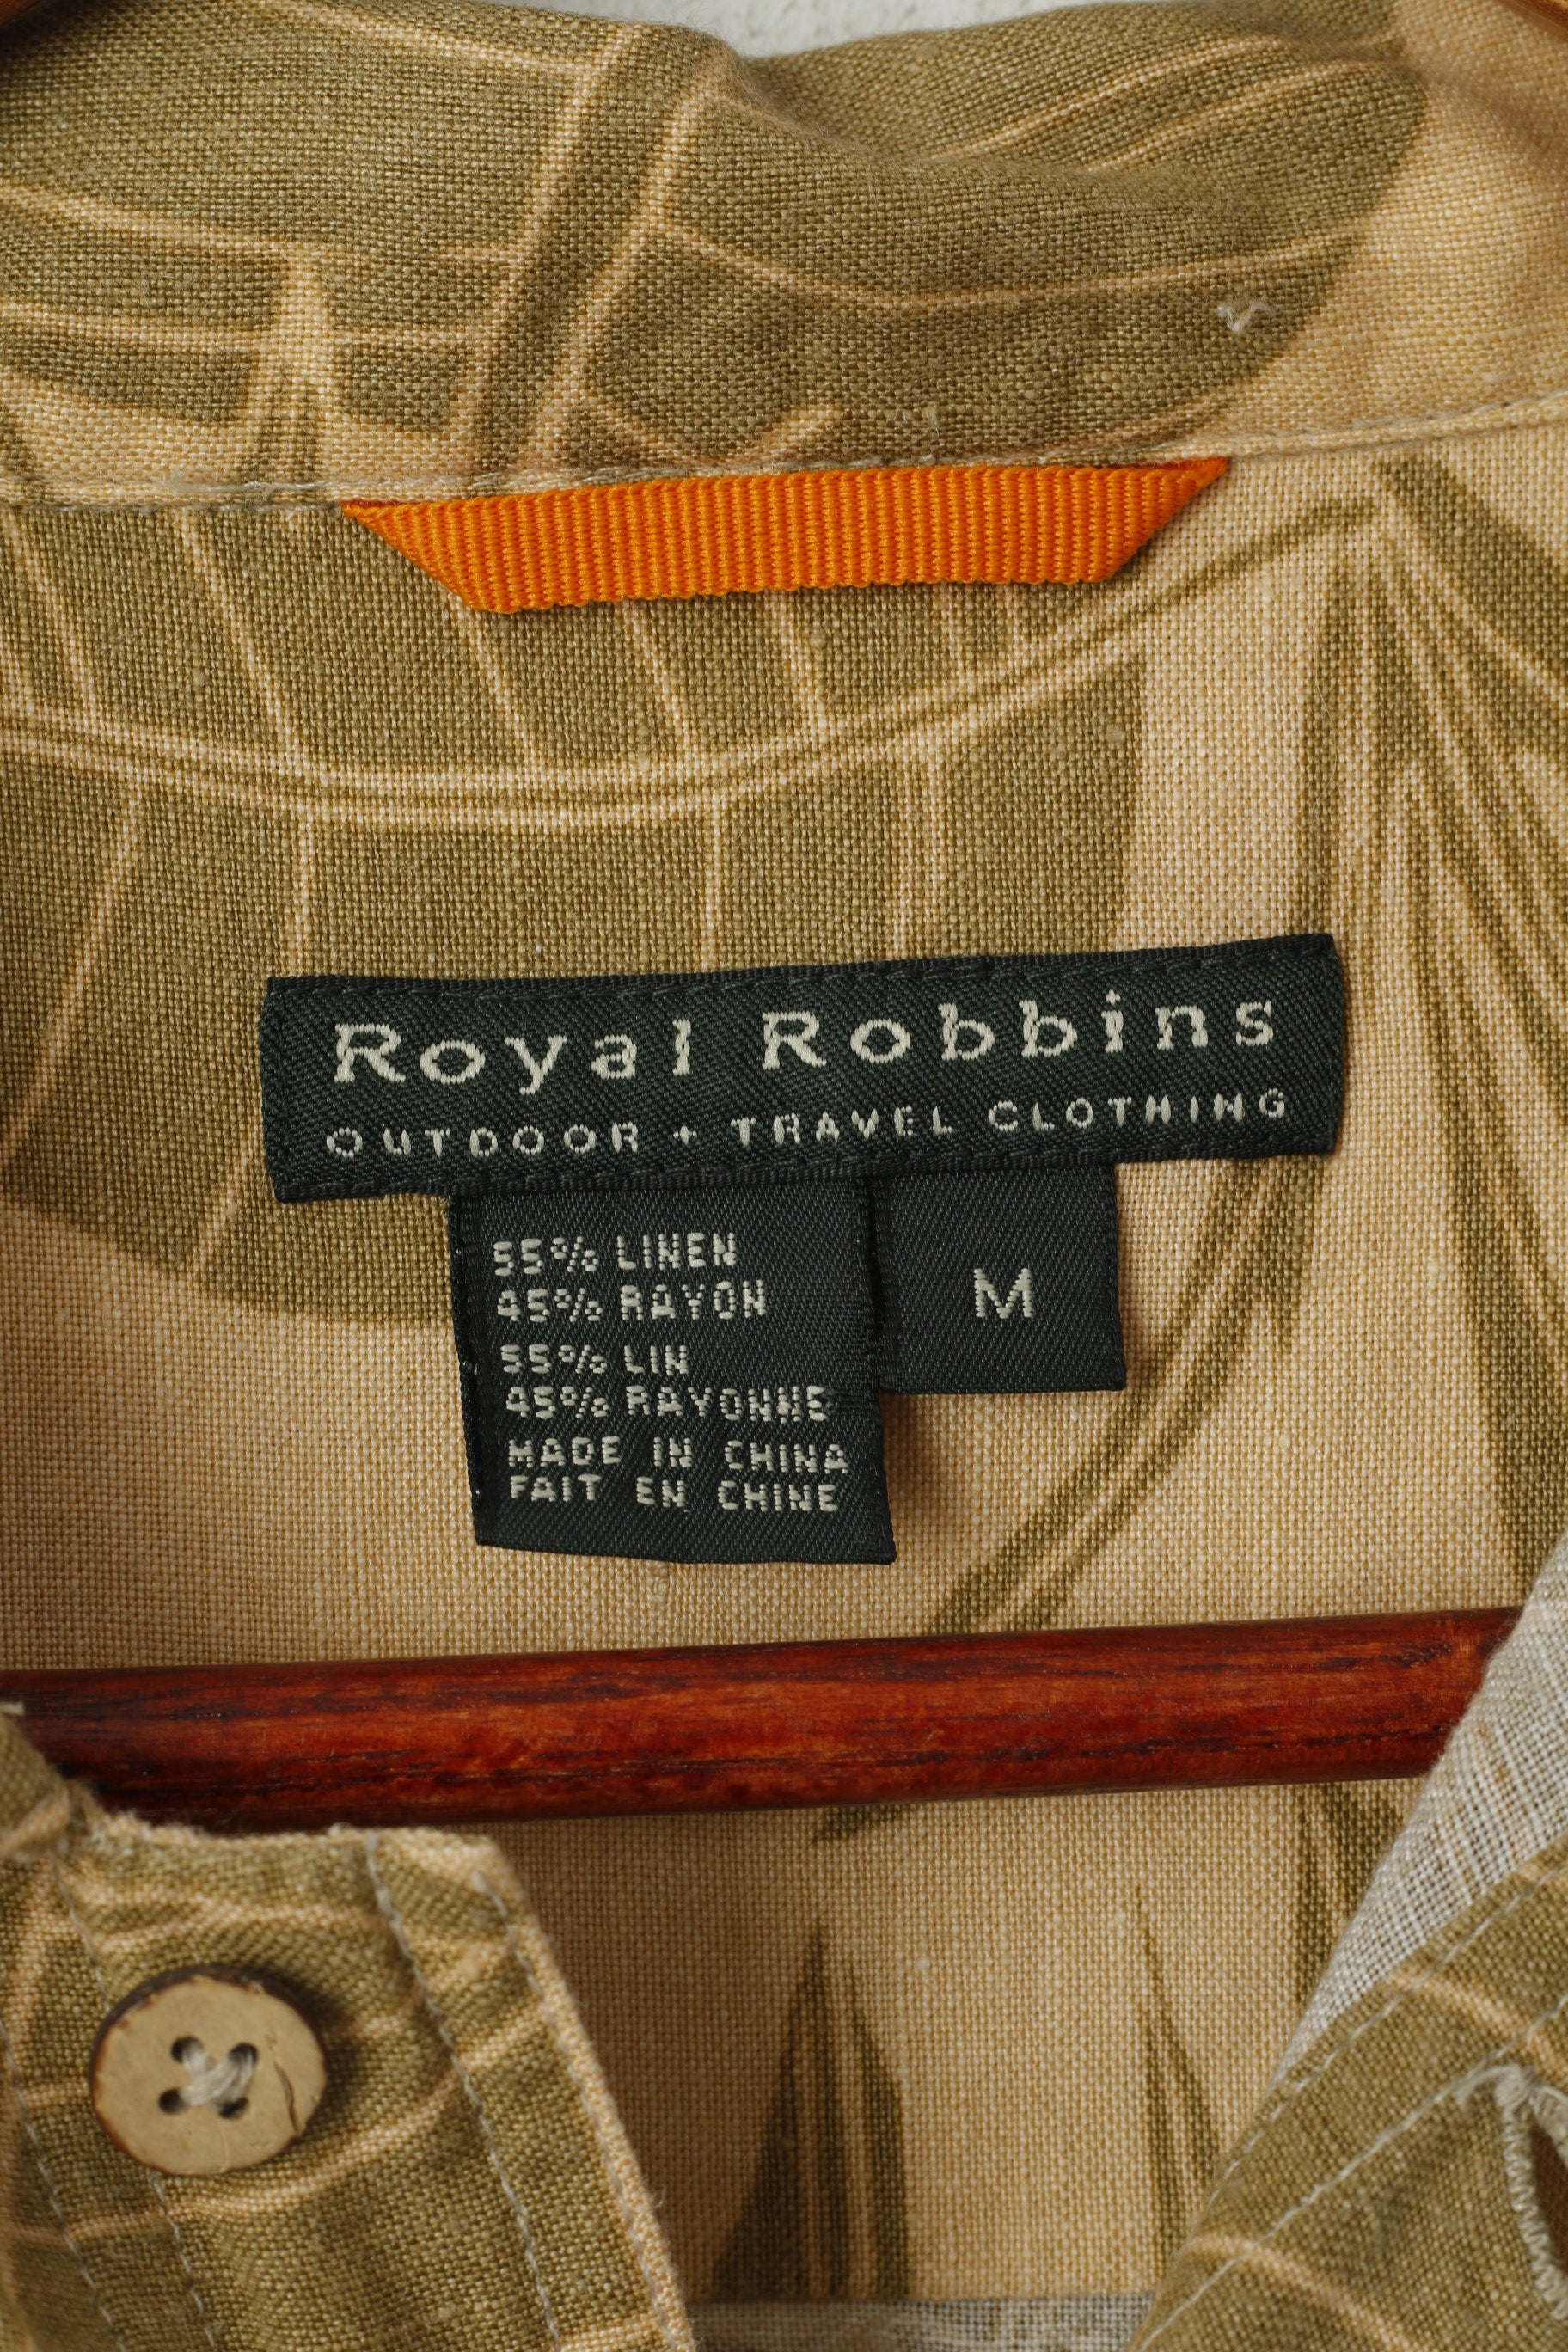 Royal Robbins
OUTDOOR + TRAVEL CLOTHING
55% LINEN
45% RAYON
55% LIN
45% RAYONNE
MADE IN CHINA
FAIT EN CHINE
M